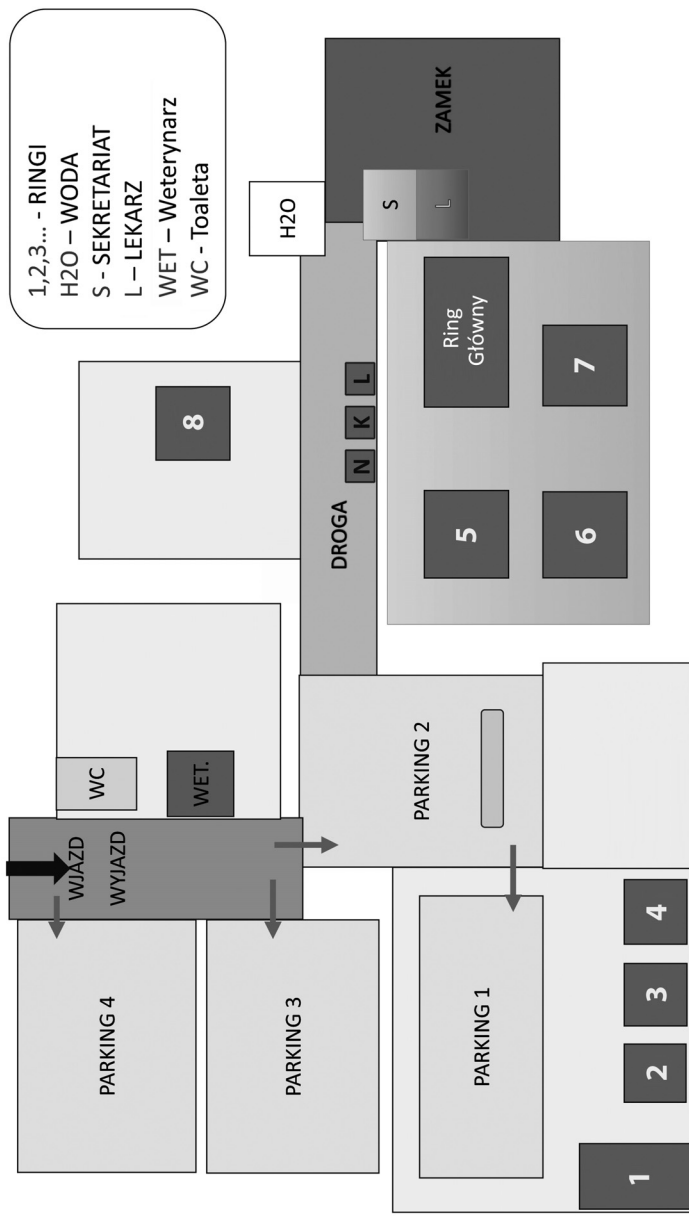 1,2,3... - RINGI
H2O – WODA
S - SEKRETARIAT
L – LEKARZ
WET – Weterynarz
WC - Toaleta
PARKING 4
WJAZD
WYJAZD
WC
WET.
8
H2O
PARKING 3
DROGA
N
K
L
ZAMEK
S
L
PARKING 1
PARKING 2
5
Ring
Główny
6
7
1
2
3
4